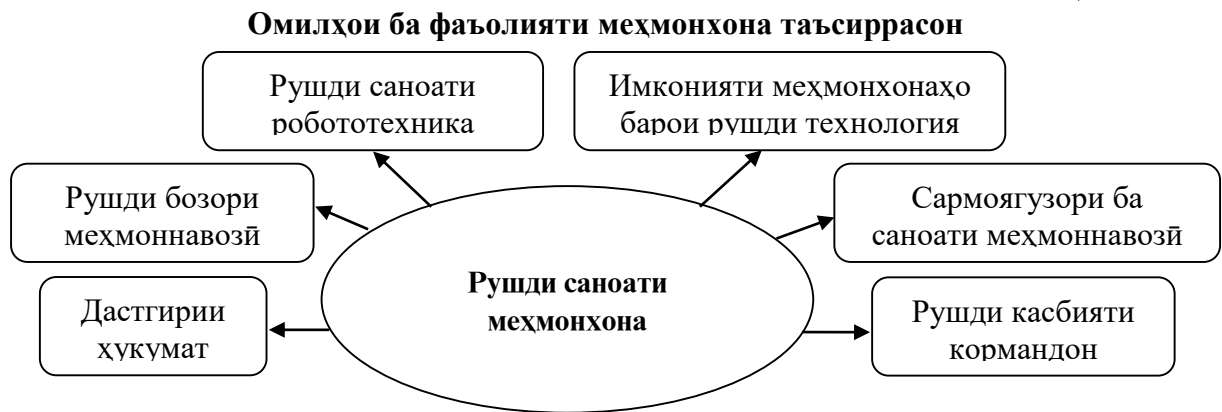 Омилҳои ба фаъолияти меҳмонхона таъсиррасон
Рушди саноати
робототехника
Имконияти меҳмонхонаҳо
барои рушди технология
Рушди бозори
меҳмоннавозӣ
Сармоягузори ба
саноати меҳмоннавозӣ
Рушди саноати
меҳмонхона
Дастгирии
ҳукумат
Рушди касбияти
кормандон